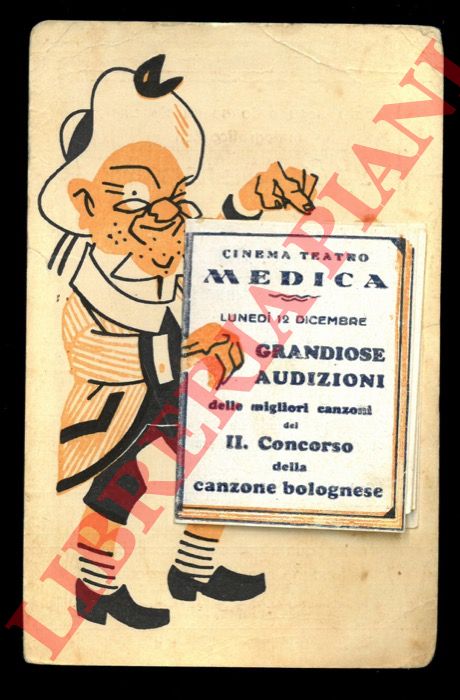 CINEMA TEATRO
MEDICA
LUNEDÌ 12 DICEMBRE
GRANDIOSE
AUDIZIONI
delle migliori canzoni
del
II. Concorso
della
canzone bolognese
LIBRERIA PIANI